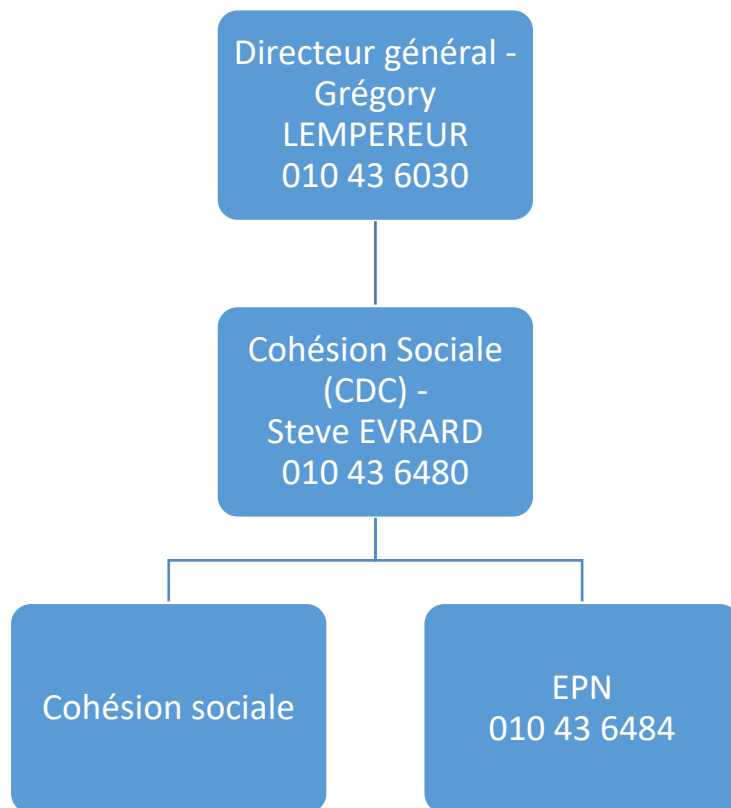 Directeur général -
Grégory
LEMPEREUR
010 43 6030
Cohésion Sociale
(CDC) -
Steve EVRARD
010 43 6480
Cohésion sociale
EPN
010 43 6484